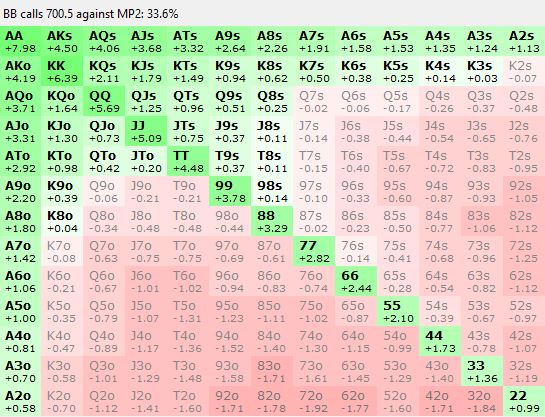 BB calls 700.5 against MP2: 33.6%
AA AKs AQs AJs ATs A9s A8s A7s A6s A5s A4s A3s A2s
+7.98 +4.50 +4.06 +3.68 +3.32 +2.64 +2.26 +1.91 +1.58 +1.53 +1.35 +1.24 +1.13
AKo KK KQs KJs KTs K9s K8s K7s K6s K5s K4s K3s K2s
+4.19 +6.39 +2.11 +1.79 +1.49 +0.94 +0.62 +0.50 +0.38 +0.25 +0.14 +0.03 -0.07
AQo KQo QQ QJs QTs Q9s Q8s Q7s Q6s Q5s Q4s Q3s Q2s
+3.71 +1.64 +5.69 +1.25 +0.96 +0.51 +0.25 -0.02 -0.06 -0.17 -0.26 -0.37 -0.48
AJo KJo QJo JJ JTs J9s J8s J7s J6s J5s J4s J3s J2s
+3.31 +1.30 +0.73 +5.09 +0.75 +0.37 +0.11 -0.14 -0.38 -0.44 -0.54 -0.65 -0.76
ATo KTo QTo JTo TT T9s T8s T7s T6s T5s T4s T3s T2s
+2.92 +0.98 +0.42 +0.20 +4.48 +0.37 +0.11 -0.15 -0.40 -0.67 -0.72 -0.83 -0.95
A9o K9o Q9o J9o T9o 99 98s 97s 96s 95s 94s 93s 92s
+2.20 +0.39 -0.06 -0.21 -0.21 +3.78 +0.14 -0.10 -0.33 -0.60 -0.87 -0.93 -1.05
A8o K8o Q8o J8o T8o 98o 88 87s 86s 85s 84s 83s 82s
+1.80 +0.04 -0.34 -0.48 -0.48 -0.44 +3.29 -0.02 -0.23 -0.50 -0.77 -1.06 -1.12
A7o K7o Q7o J7o T7o 97o 87o 77 76s 75s 74s 73s 72s
+1.42 -0.08 -0.63 -0.75 -0.75 -0.69 -0.61 +2.82 -0.14 -0.41 -0.68 -0.96 -1.25
A6o K6o Q6o J6o T6o 96o 86o 76o 66 65s 64s 63s 62s
+1.06 -0.21 -0.67 -1.01 -1.02 -0.94 -0.83 -0.74 +2.44 -0.28 -0.54 -0.82 -1.12
A5o K5o Q5o J5o T5o 95o 85o 75o 65o 55 54s 53s 52s
+1.00 -0.35 -0.79 -1.07 -1.31 -1.23 -1.11 -1.02 -0.87 +2.10 -0.39 -0.67 -0.97
A4o K4o Q4o J4o T4o 94o 84o 74o 64o 54o 44 43s 42s
+0.81 -0.47 -0.89 -1.17 -1.36 -1.52 -1.40 -1.30 -1.15 -0.99 +1.73 -0.78 -1.07
A3o K3o Q3o J3o T3o 93o 83o 73o 63o 53o 43o 33 32s
+0.70 -0.58 -1.01 -1.29 -1.48 -1.58 -1.71 -1.61 -1.45 -1.29 -1.40 +1.36 -1.19
A2o K2o Q2o J2o T2o 92o 82o 72o 62o 52o 42o 32o 22
+0.58 -0.70 -1.12 -1.41 -1.60 -1.71 -1.78 -1.92 -1.77 -1.60 -1.71 -1.84 +0.99